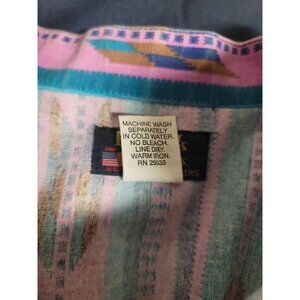 MACHINE WASH
SEPARATELY
IN COLD WATER.
NO BLEACH.
LINE DRY.
WARM IRON.
RN 25033